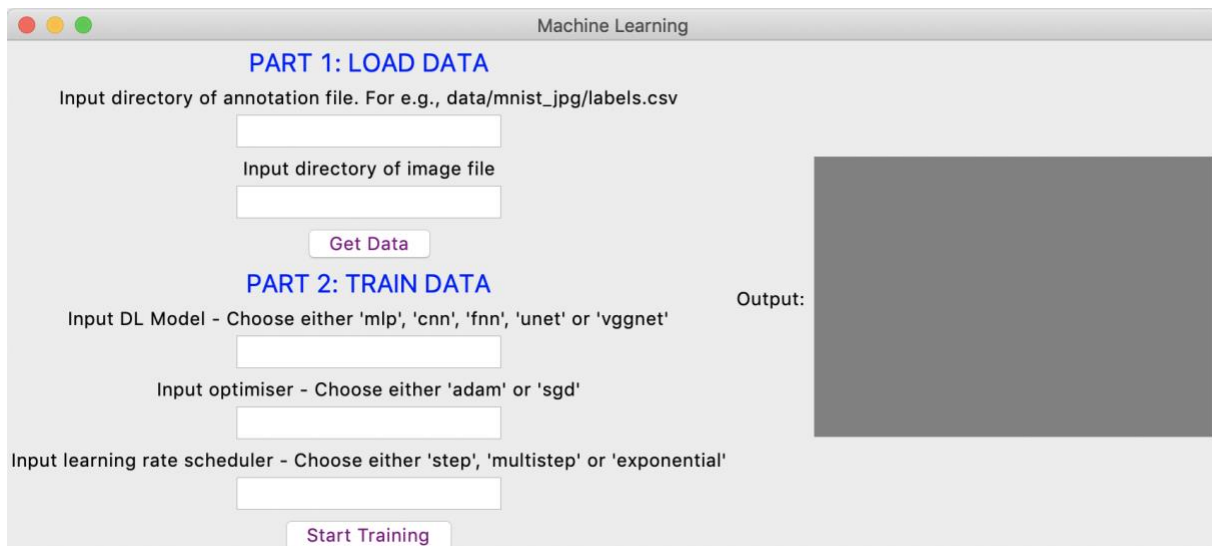 Machine Learning
PART 1: LOAD DATA
Input directory of annotation file. For e.g., data/mnist_jpg/labels.csv
Input directory of image file
Get Data
PART 2: TRAIN DATA
Input DL Model - Choose either 'mlp', 'cnn', 'fnn', 'unet' or 'vggnet'
Input optimiser - Choose either 'adam' or 'sgd'
Input learning rate scheduler - Choose either 'step', 'multistep' or 'exponential'
Start Training
Output: